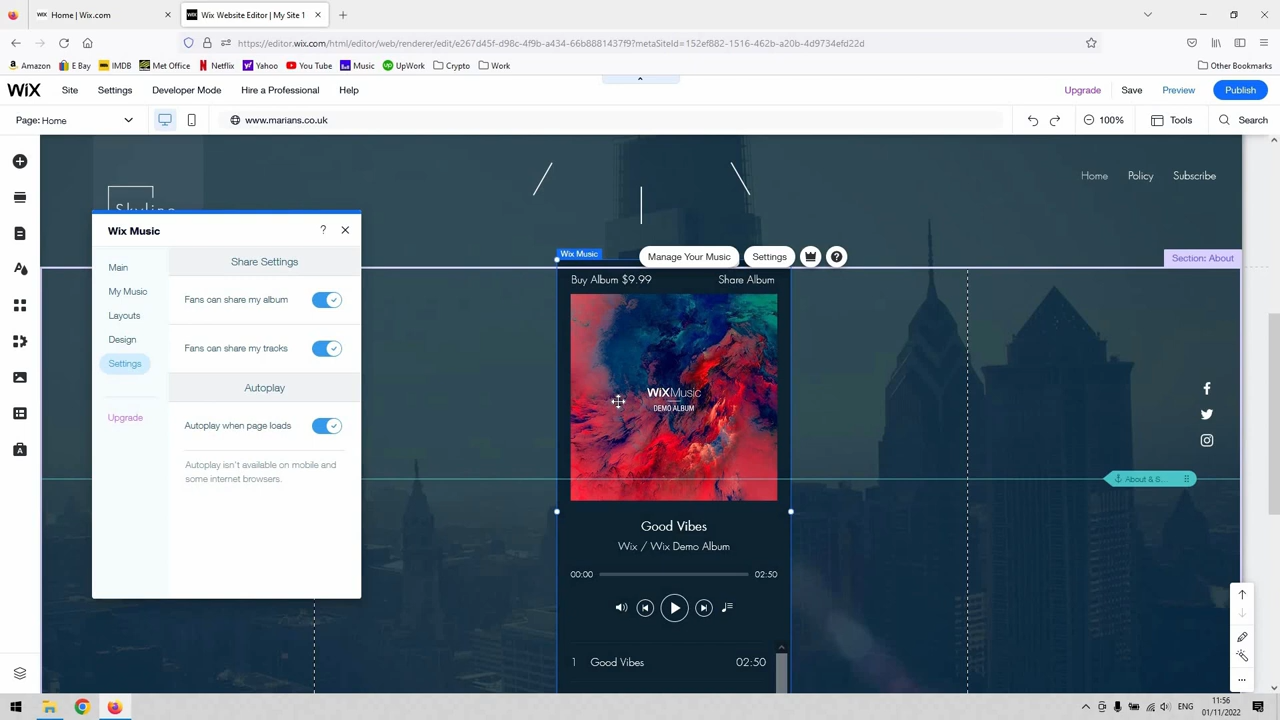 Home | Wix.com
Wix Website Editor | My Site 1
https://editor.wix.com/html/editor/web/renderer/edit/e267d45f-d98c-4f9b-a434-66b8881437f9?metaSiteId=152ef882-1516-462b-a20b-4d9734efd22d
Amazon
E Bay
IMDB
Met Office
Netflix
Yahoo
You Tube
Music
UpWork
Crypto
Work
Other Bookmarks
WiX
Site
Settings
Developer Mode
Hire a Professional
Help
Upgrade
Save
Preview
Publish
Page: Home
www.marians.co.uk
100%
Tools
Search
Home
Policy
Subscribe
Skyline
Wix Music
?
Main
My Music
Layouts
Design
Settings
Upgrade
Share Settings
Fans can share my album
Fans can share my tracks
Autoplay
Autoplay when page loads
Autoplay isn't available on mobile and
some internet browsers.
Wix Music
Manage Your Music
Settings
?
Section: About
Buy Album $9.99
Share Album
WiXMusic
DEMO ALBUM
About & S...
Good Vibes
Wix / Wix Demo Album
00:00
02:50
1 Good Vibes 02:50
ENG
11:56
01/11/2022